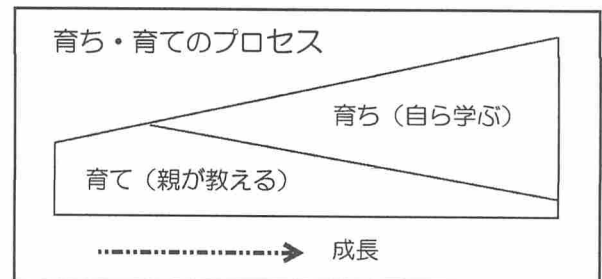 育ち・育てのプロセス
育ち（自ら学ぶ）
育て（親が教える）
成長